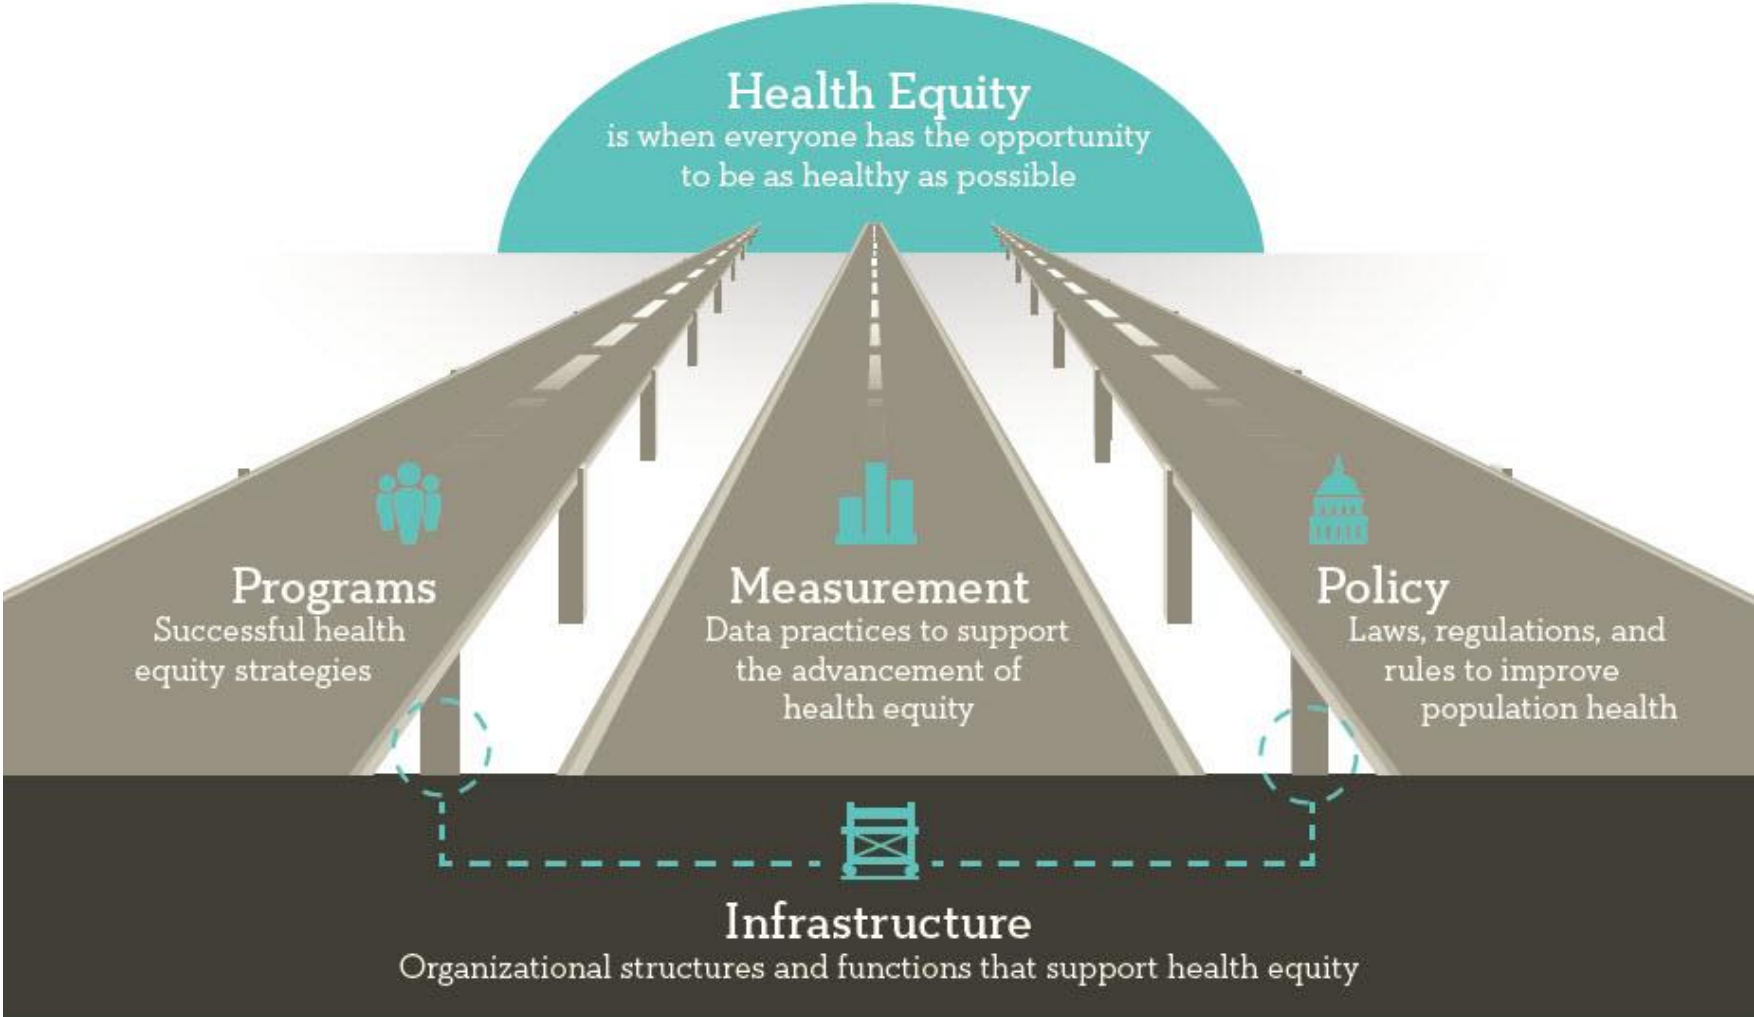 Health Equity
is when everyone has the opportunity
to be as healthy as possible
Programs
Successful health
equity strategies
Measurement
Data practices to support
the advancement of
health equity
Policy
Laws, regulations, and
rules to improve
population health
Infrastructure
Organizational structures and functions that support health equity